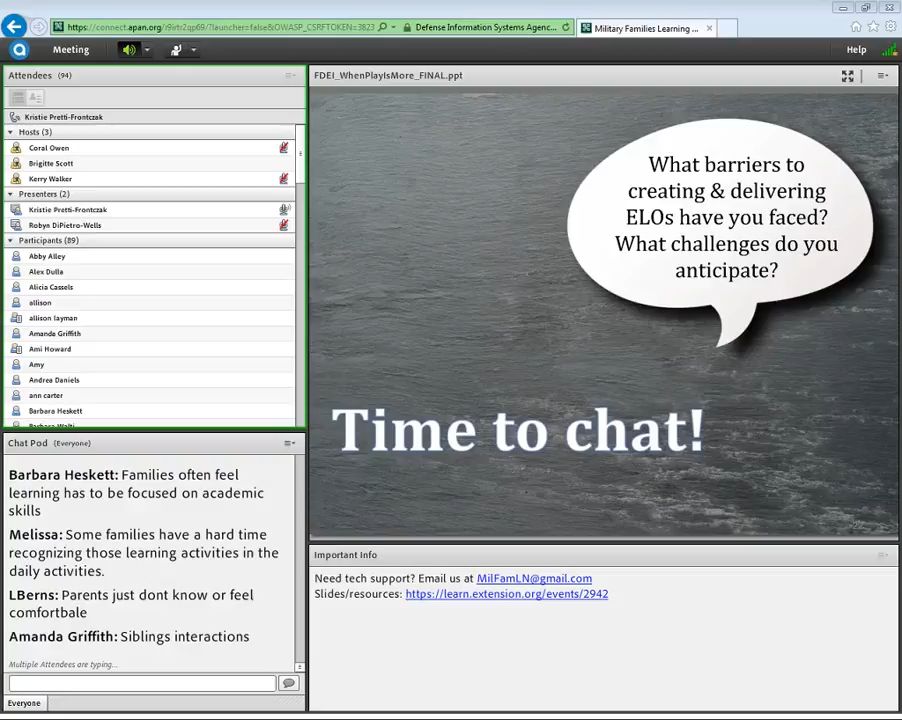 https://connect.apan.org/r9irtr2qp69/?launcher=false&OWASP_CSRFTOKEN=3823
Defense Information Systems Agenc...
Military Families Learning ...
Meeting
Help
Attendees (94)
Kristie Pretti-Frontczak
Hosts (3)
Coral Owen
Brigitte Scott
Kerry Walker
Presenters (2)
Kristie Pretti-Frontczak
Robyn DiPietro-Wells
Participants (89)
Abby Alley
Alex Dulla
Alicia Cassels
allison
allison layman
Amanda Griffith
Ami Howard
Amy
Andrea Daniels
ann carter
Barbara Heskett
Chat Pod (Everyone)
Barbara Heskett: Families often feel
learning has to be focused on academic
skills
Melissa: Some families have a hard time
recognizing those learning activities in the
daily activities.
LBerns: Parents just dont know or feel
comfortbale
Amanda Griffith: Siblings interactions
Multiple Attendees are typing...
Everyone
FDEI_WhenPlayIsMore_FINAL.ppt
What barriers to
creating & delivering
ELOs have you faced?
What challenges do you
anticipate?
Time to chat!
Important Info
Need tech support? Email us at MilFamLN@gmail.com
Slides/resources: https://learn.extension.org/events/2942